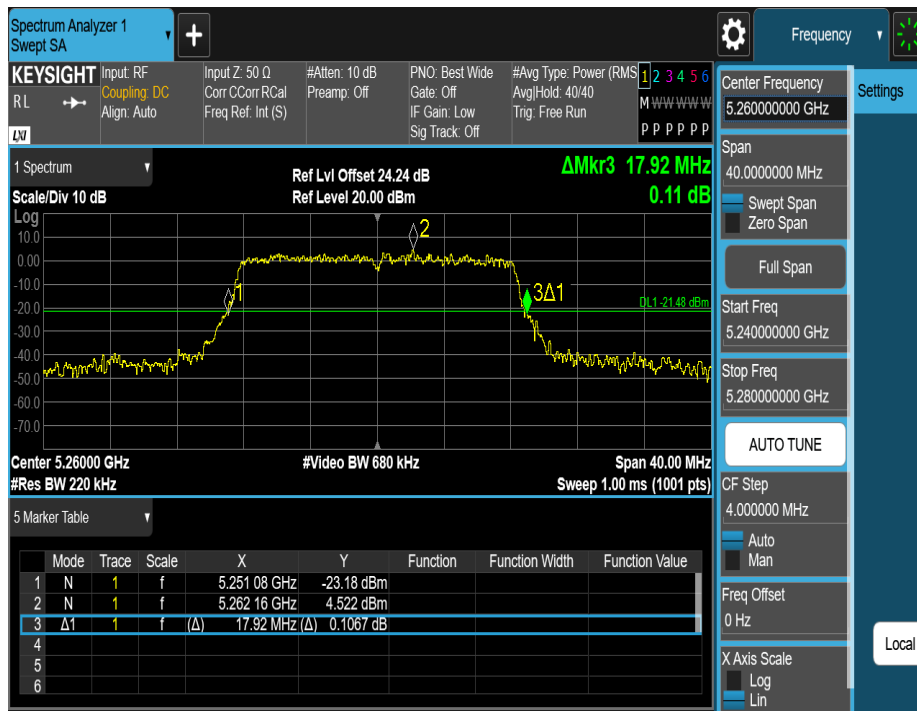 Spectrum Analyzer 1
Swept SA
+
Frequency
KEYSIGHT
RL
LXI
Input: RF
Coupling: DC
Align: Auto
Input Z: 50 Ω
Corr CCorr RCal
Freq Ref: Int (S)
#Atten: 10 dB
Preamp: Off
PNO: Best Wide
Gate: Off
IF Gain: Low
Sig Track: Off
#Avg Type: Power (RMS
Avg|Hold: 40/40
Trig: Free Run
1 2 3 4 5 6
M W W W W W
P P P P P P
Center Frequency
5.260000000 GHz
Settings
Span
40.0000000 MHz
Swept Span
Zero Span
Full Span
Start Freq
5.240000000 GHz
Stop Freq
5.280000000 GHz
AUTO TUNE
CF Step
4.000000 MHz
Auto
Man
Freq Offset
0 Hz
X Axis Scale
Log
Lin
Local
1 Spectrum
Scale/Div 10 dB
Ref Lvl Offset 24.24 dB
Ref Level 20.00 dBm
ΔMkr3 17.92 MHz
0.11 dB
Log
10.0
0.00
-10.0
-20.0
-30.0
-40.0
-50.0
-60.0
-70.0
2
1
3Δ1
DL1 -21.48 dBm
Center 5.26000 GHz
#Video BW 680 kHz
Span 40.00 MHz
#Res BW 220 kHz
Sweep 1.00 ms (1001 pts)
5 Marker Table
Mode Trace Scale X Y Function Function Width Function Value
1 N 1 f 5.251 08 GHz -23.18 dBm
2 N 1 f 5.262 16 GHz 4.522 dBm
3 Δ1 1 f (Δ) 17.92 MHz (Δ) 0.1067 dB
4
5
6